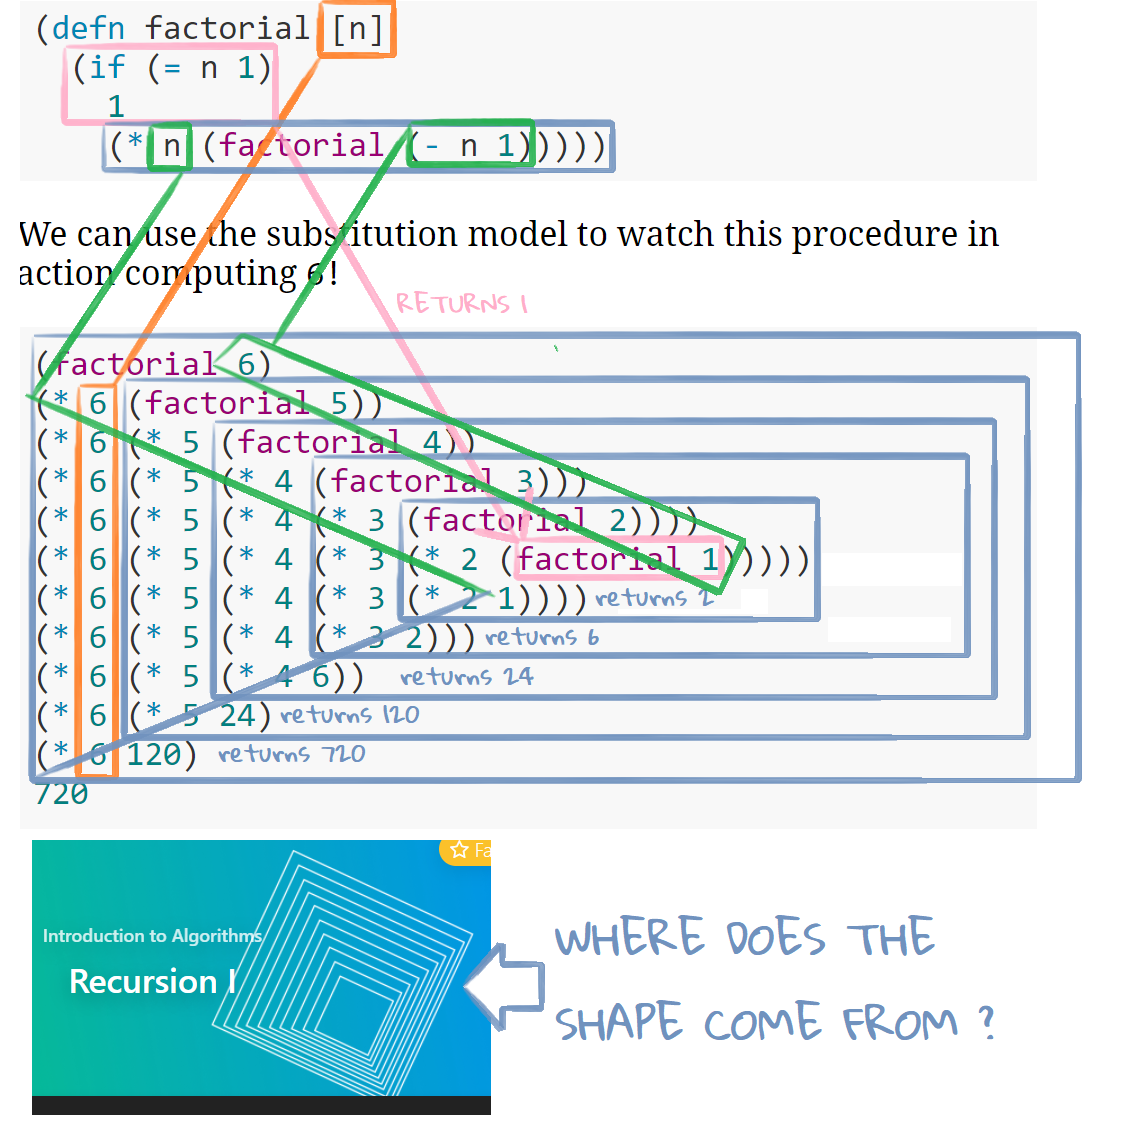 (defn factorial [n]
(if (= n 1)
1
(* n (factorial (- n 1)))))
We can use the substitution model to watch this procedure in
action computing 6!
RETURNS 1
(factorial 6)
(* 6 (factorial 5))
(* 6 (* 5 (factorial 4))
(* 6 (* 5 (* 4 (factorial 3)))
(* 6 (* 5 (* 4 (* 3 (factorial 2))))
(* 6 (* 5 (* 4 (* 3 (* 2 (factorial 1)))))
(* 6 (* 5 (* 4 (* 3 (* 2 1)))) returns 2
(* 6 (* 5 (* 4 (* 3 2))) returns 6
(* 6 (* 5 (* 4 6)) returns 24
(* 6 (* 5 24) returns 120
(* 6 120) returns 720
720
Fa
Introduction to Algorithms
Recursion I
WHERE DOES THE
SHAPE COME FROM ?